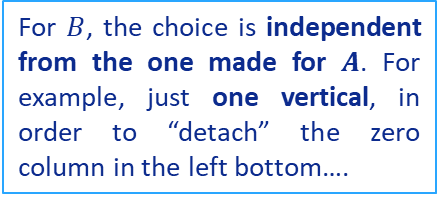 For B, the choice is independent
from the one made for A. For
example, just one vertical, in
order to “detach” the zero
column in the left bottom….